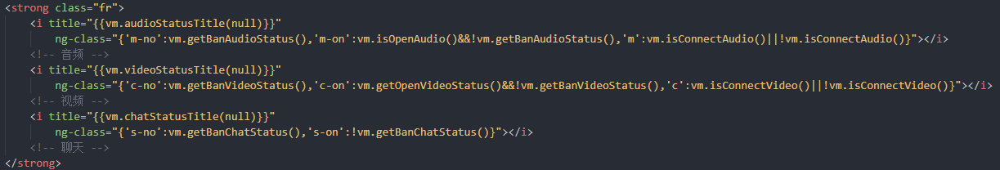 <strong class="fr">
<i title="{{vm.audioStatusTitle(null)}}"
ng-class="{'m-no':vm.getBanAudioStatus(),'m-on':vm.isOpenAudio()&&!vm.getBanAudioStatus(),'m':vm.isConnectAudio()||!vm.isConnectAudio()}"></i>
<!-- 音频 -->
<i title="{{vm.videoStatusTitle(null)}}"
ng-class="{'c-no':vm.getBanVideoStatus(),'c-on':vm.getOpenVideoStatus()&&!vm.getBanVideoStatus(),'c':vm.isConnectVideo()||!vm.isConnectVideo()}"></i>
<!-- 视频 -->
<i title="{{vm.chatStatusTitle(null)}}"
ng-class="{'s-no':vm.getBanChatStatus(),'s-on':!vm.getBanChatStatus()}"></i>
<!-- 聊天 -->
</strong>